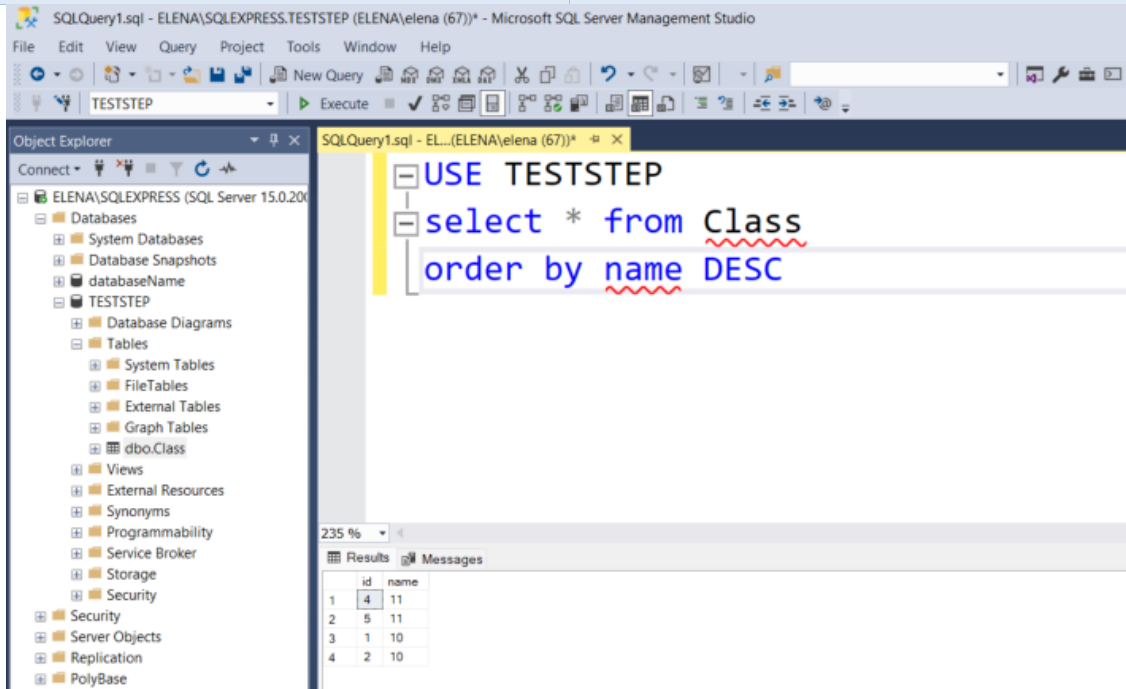 SQLQuery1.sql - ELENA\SQLEXPRESS.TESTSTEP (ELENA\elena (67))* - Microsoft SQL Server Management Studio
File Edit View Query Project Tools Window Help
New Query
TESTSTEP Execute
Object Explorer
SQLQuery1.sql - EL...(ELENA\elena (67))*
Connect
ELENA\SQLEXPRESS (SQL Server 15.0.200
Databases
System Databases
Database Snapshots
databaseName
TESTSTEP
Database Diagrams
Tables
System Tables
FileTables
External Tables
Graph Tables
dbo.Class
Views
External Resources
Synonyms
Programmability
Service Broker
Storage
Security
Security
Server Objects
Replication
PolyBase
USE TESTSTEP
select * from Class
order by name DESC
235 %
Results Messages
id name
1 4 11
2 5 11
3 1 10
4 2 10